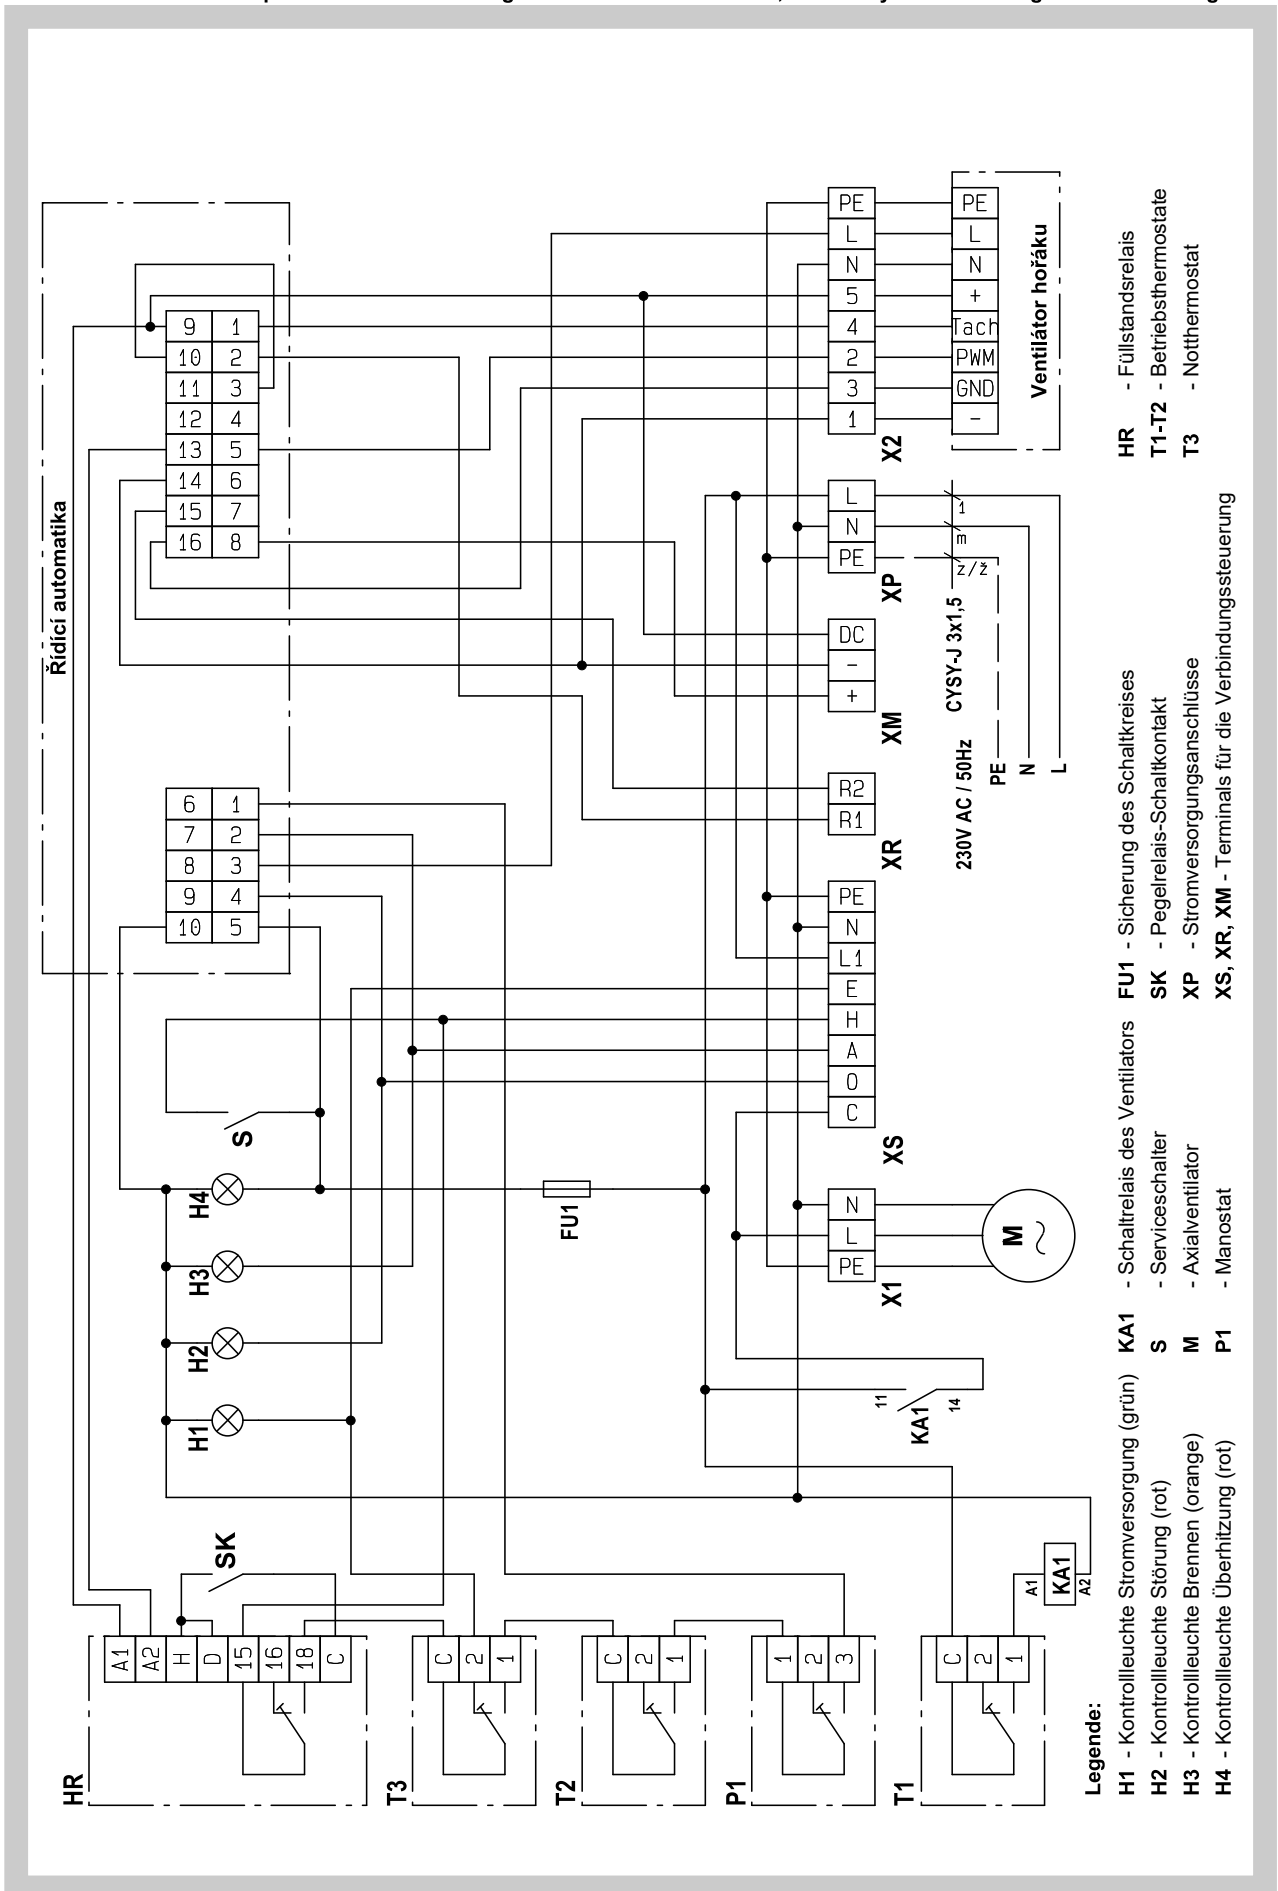 Řídící automatika
9 1
10 2
11 3
12 4
13 5
14 6
15 7
16 8
6 1
7 2
8 3
9 4
10 5
S
H4
H3
H2
H1
FU1
SK
HR
A1
A2
H
D
15
16
18
C
T3
C
2
1
T2
C
2
1
P1
1
2
3
T1
C
2
1
KA1
A1
A2
KA1
11
14
X2
PE
L
N
5
4
2
3
1
PE
L
N
+
Tach
PWM
GND
-
Ventilátor hořáku
XP
L
N
PE
1
m
z/ž
CYSY-J 3x1,5
230V AC / 50Hz
PE
N
L
XM
DC
-
+
XR
R2
R1
XS
PE
N
L1
E
H
A
O
C
X1
N
L
PE
M
Legende:
H1 - Kontrollleuchte Stromversorgung (grün)
H2 - Kontrollleuchte Störung (rot)
H3 - Kontrollleuchte Brennen (orange)
H4 - Kontrollleuchte Überhitzung (rot)
KA1 - Schaltrelais des Ventilators
S - Serviceschalter
M - Axialventilator
P1 - Manostat
FU1 - Sicherung des Schaltkreises
SK - Pegelrelais-Schaltkontakt
XP - Stromversorgungsanschlüsse
XS, XR, XM - Terminals für die Verbindungssteuerung
HR - Füllstandsrelais
T1-T2 - Betriebsthermostate
T3 - Notthermostat